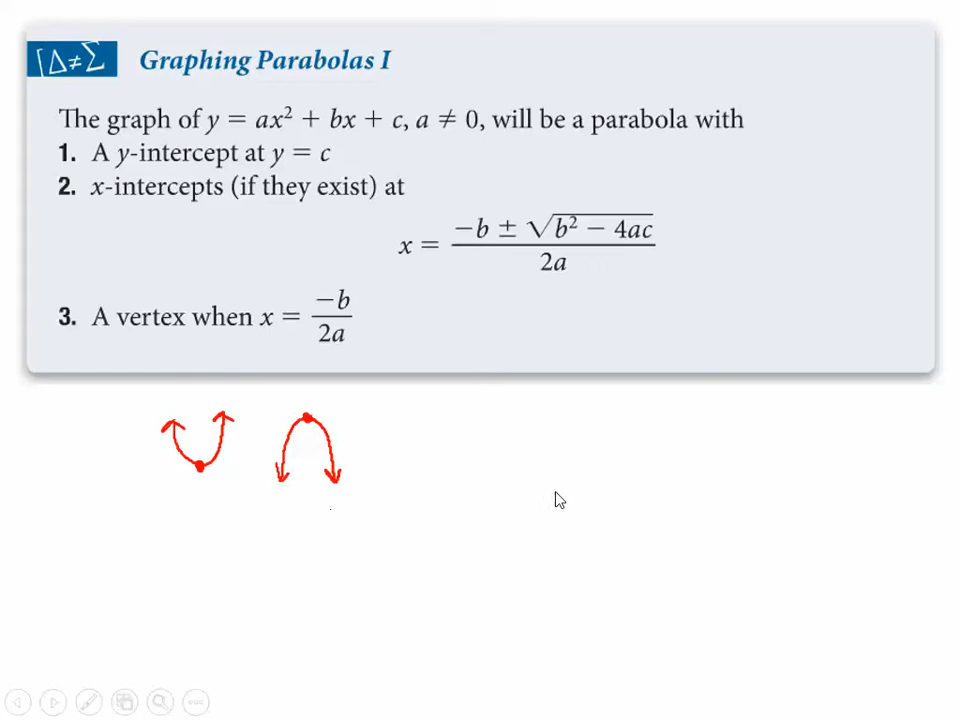 [Δ≠Σ Graphing Parabolas I
The graph of y = ax² + bx + c, a ≠ 0, will be a parabola with
1. A y-intercept at y = c
2. x-intercepts (if they exist) at
x = (−b ± √(b² − 4ac)) / 2a
3. A vertex when x = −b / 2a